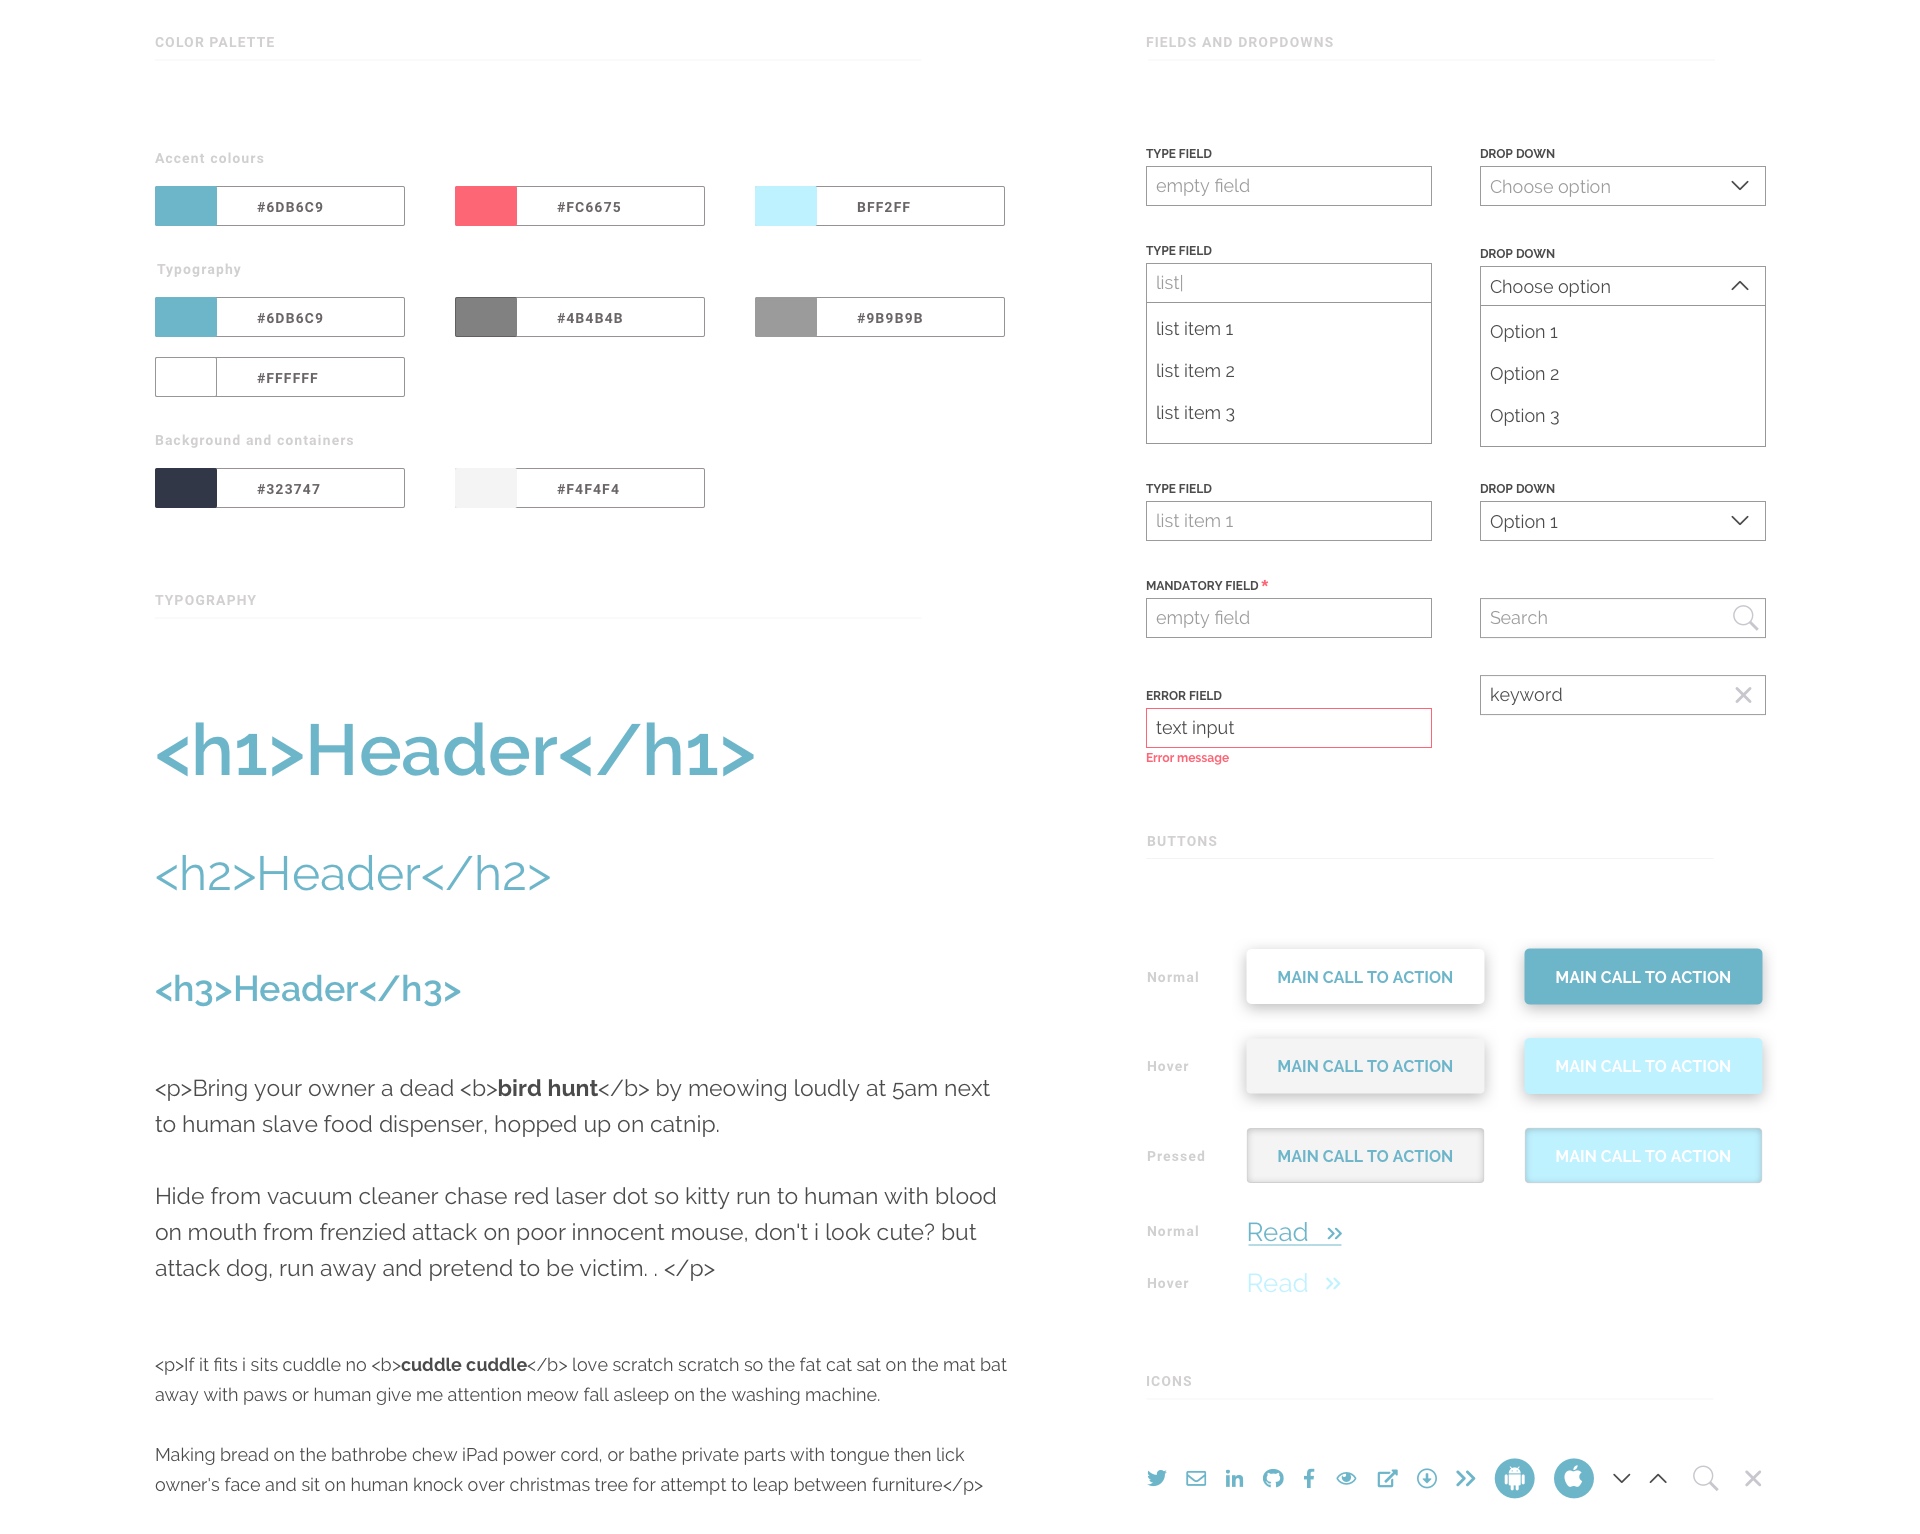 COLOR PALETTE
Accent colours
#6DB6C9
#FC6675
BFF2FF
Typography
#6DB6C9
#4B4B4B
#9B9B9B
#FFFFFF
Background and containers
#323747
#F4F4F4
TYPOGRAPHY
<h1>Header</h1>
<h2>Header</h2>
<h3>Header</h3>
<p>Bring your owner a dead <b>bird hunt</b> by meowing loudly at 5am next
to human slave food dispenser, hopped up on catnip.
Hide from vacuum cleaner chase red laser dot so kitty run to human with blood
on mouth from frenzied attack on poor innocent mouse, don't i look cute? but
attack dog, run away and pretend to be victim. . </p>
<p>If it fits i sits cuddle no <b>cuddle cuddle</b> love scratch scratch so the fat cat sat on the mat bat
away with paws or human give me attention meow fall asleep on the washing machine.
Making bread on the bathrobe chew iPad power cord, or bathe private parts with tongue then lick
owner's face and sit on human knock over christmas tree for attempt to leap between furniture</p>
FIELDS AND DROPDOWNS
TYPE FIELD
empty field
DROP DOWN
Choose option
TYPE FIELD
list|
list item 1
list item 2
list item 3
DROP DOWN
Choose option
Option 1
Option 2
Option 3
TYPE FIELD
list item 1
DROP DOWN
Option 1
MANDATORY FIELD *
empty field
Search
ERROR FIELD
text input
Error message
keyword
BUTTONS
Normal
MAIN CALL TO ACTION
MAIN CALL TO ACTION
Hover
MAIN CALL TO ACTION
MAIN CALL TO ACTION
Pressed
MAIN CALL TO ACTION
MAIN CALL TO ACTION
Normal
Read »
Hover
Read »
ICONS